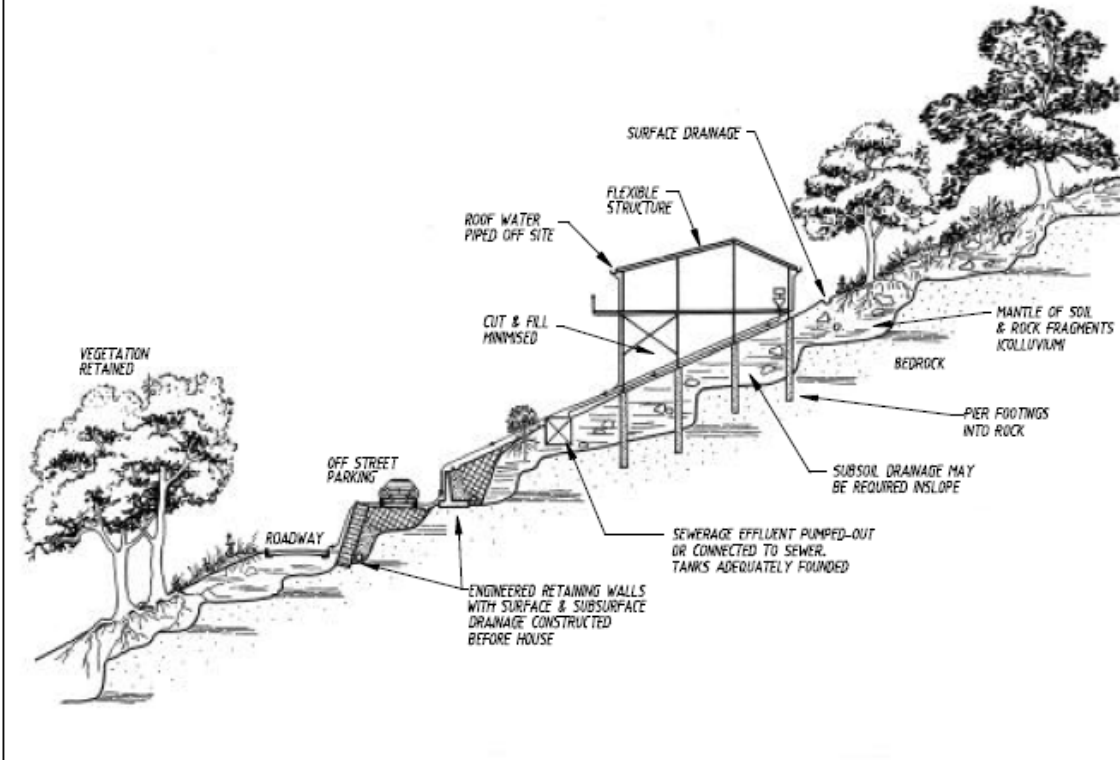 SURFACE DRAINAGE
FLEXIBLE
STRUCTURE
ROOF WATER
PIPED OFF SITE
CUT & FILL
MINIMISED
MANTLE OF SOIL
& ROCK FRAGMENTS
(COLLUVIUM)
BEDROCK
VEGETATION
RETAINED
PIER FOOTINGS
INTO ROCK
OFF STREET
PARKING
SUBSOIL DRAINAGE MAY
BE REQUIRED INSLOPE
ROADWAY
SEWERAGE EFFLUENT PUMPED-OUT
OR CONNECTED TO SEWER.
TANKS ADEQUATELY FOUNDED
ENGINEERED RETAINING WALLS
WITH SURFACE & SUBSURFACE
DRAINAGE CONSTRUCTED
BEFORE HOUSE